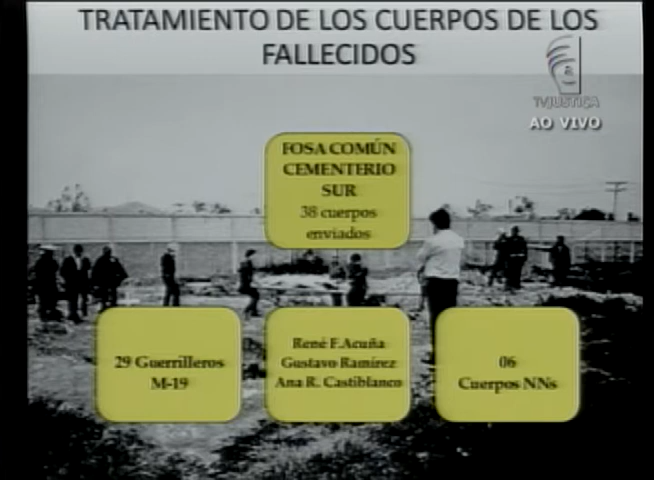 TRATAMIENTO DE LOS CUERPOS DE LOS
FALLECIDOS
TVJUSTIÇA
AO VIVO
FOSA COMÚN
CEMENTERIO
SUR
38 cuerpos
enviados
29 Guerrilleros
M-19
René F.Acuña
Gustavo Ramírez
Ana R. Castiblanco
06
Cuerpos NNs